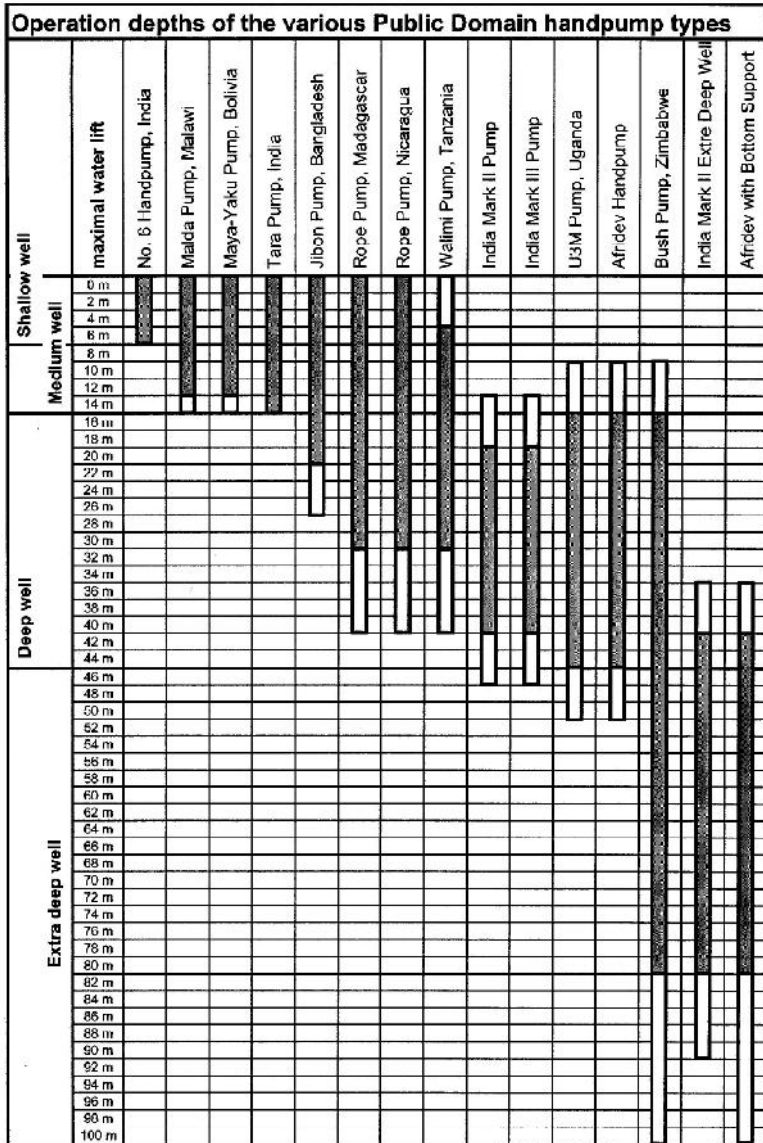 Operation depths of the various Public Domain handpump types
maximal water lift
No. 6 Handpump, India
Malda Pump, Malawi
Maya-Yaku Pump, Bolivia
Tara Pump, India
Jibon Pump, Bangladesh
Rope Pump, Madagascar
Rope Pump, Nicaragua
Walimi Pump, Tanzania
India Mark II Pump
India Mark III Pump
U3M Pump, Uganda
Afridev Handpump
Bush Pump, Zimbabwe
India Mark II Extre Deep Well
Afridev with Bottom Support
Shallow well
Medium well
Deep well
Extra deep well
0 m
2 m
4 m
6 m
8 m
10 m
12 m
14 m
16 m
18 m
20 m
22 m
24 m
26 m
28 m
30 m
32 m
34 m
36 m
38 m
40 m
42 m
44 m
46 m
48 m
50 m
52 m
54 m
56 m
58 m
60 m
62 m
64 m
66 m
68 m
70 m
72 m
74 m
76 m
78 m
80 m
82 m
84 m
86 m
88 m
90 m
92 m
94 m
96 m
98 m
100 m